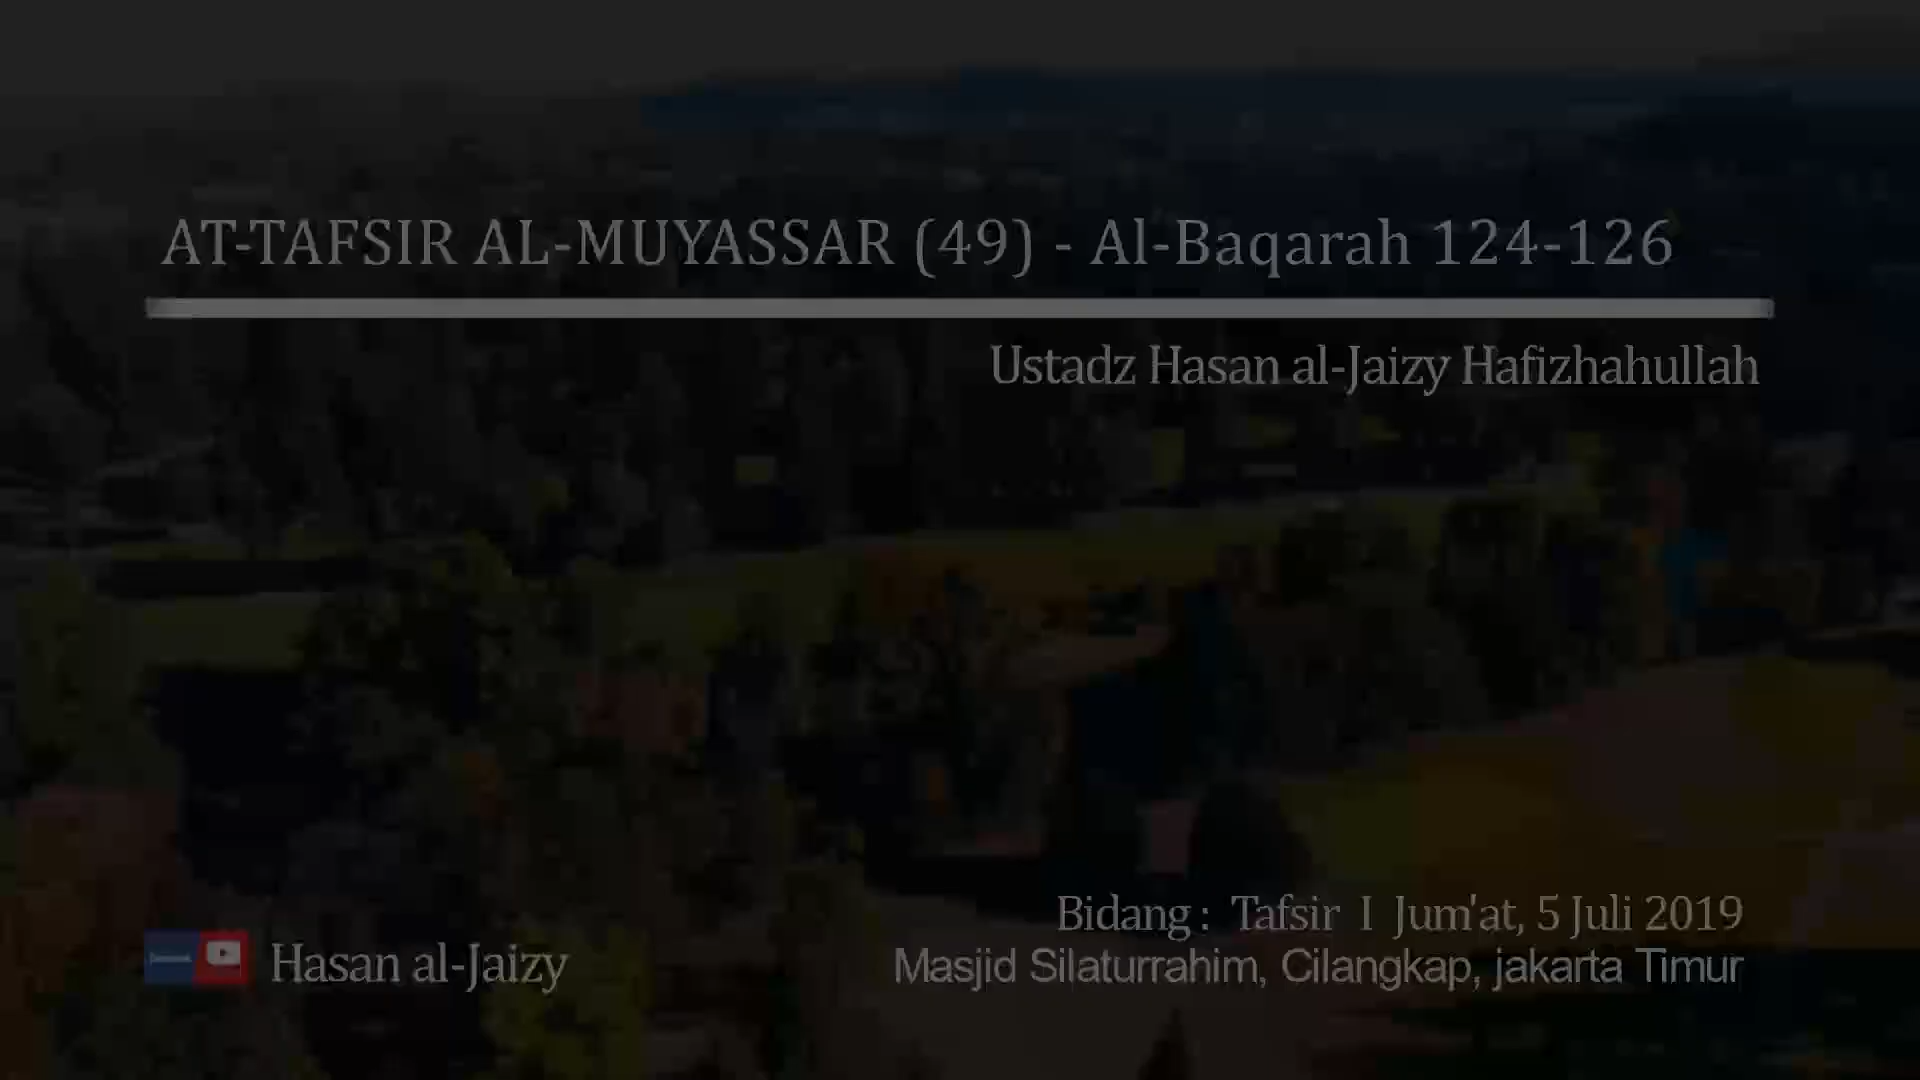 AT-TAFSIR AL-MUYASSAR (49) - Al-Baqarah 124-126
Ustadz Hasan al-Jaizy Hafizhahullah
Bidang : Tafsir I Jum'at, 5 Juli 2019
Hasan al-Jaizy
Masjid Silaturrahim, Cilangkap, jakarta Timur